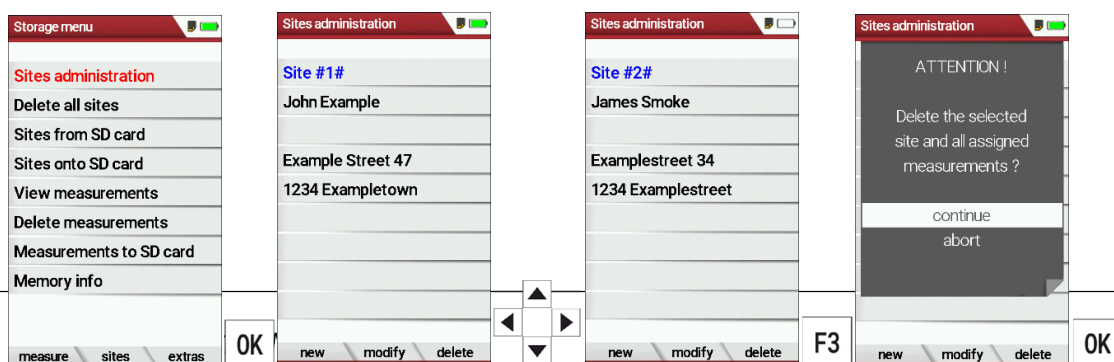 Storage menu
Sites administration
Delete all sites
Sites from SD card
Sites onto SD card
View measurements
Delete measurements
Measurements to SD card
Memory info
measure sites extras
OK
Sites administration
Site #1#
John Example
Example Street 47
1234 Exampletown
new modify delete
Sites administration
Site #2#
James Smoke
Examplestreet 34
1234 Examplestreet
new modify delete
F3
Sites administration
ATTENTION !
Delete the selected
site and all assigned
measurements ?
continue
abort
new modify delete
OK